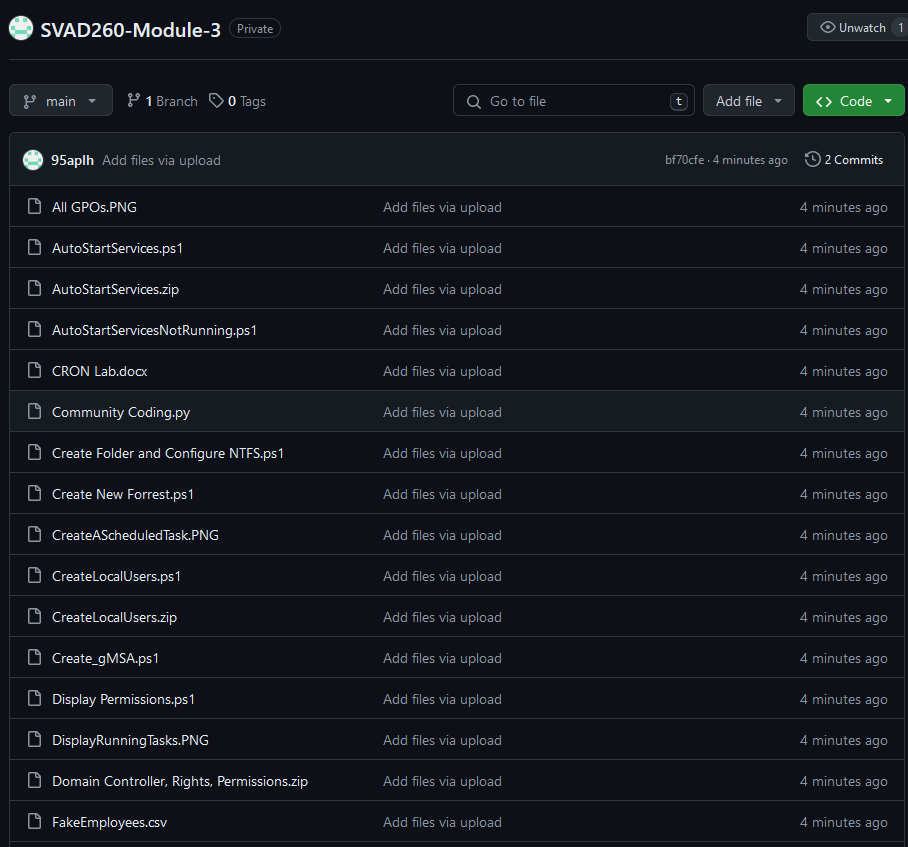 SVAD260-Module-3 Private Unwatch 1
main 1 Branch 0 Tags Go to file t Add file Code
95aplh Add files via upload bf70cfe · 4 minutes ago 2 Commits
All GPOs.PNG Add files via upload 4 minutes ago
AutoStartServices.ps1 Add files via upload 4 minutes ago
AutoStartServices.zip Add files via upload 4 minutes ago
AutoStartServicesNotRunning.ps1 Add files via upload 4 minutes ago
CRON Lab.docx Add files via upload 4 minutes ago
Community Coding.py Add files via upload 4 minutes ago
Create Folder and Configure NTFS.ps1 Add files via upload 4 minutes ago
Create New Forrest.ps1 Add files via upload 4 minutes ago
CreateAScheduledTask.PNG Add files via upload 4 minutes ago
CreateLocalUsers.ps1 Add files via upload 4 minutes ago
CreateLocalUsers.zip Add files via upload 4 minutes ago
Create_gMSA.ps1 Add files via upload 4 minutes ago
Display Permissions.ps1 Add files via upload 4 minutes ago
DisplayRunningTasks.PNG Add files via upload 4 minutes ago
Domain Controller, Rights, Permissions.zip Add files via upload 4 minutes ago
FakeEmployees.csv Add files via upload 4 minutes ago